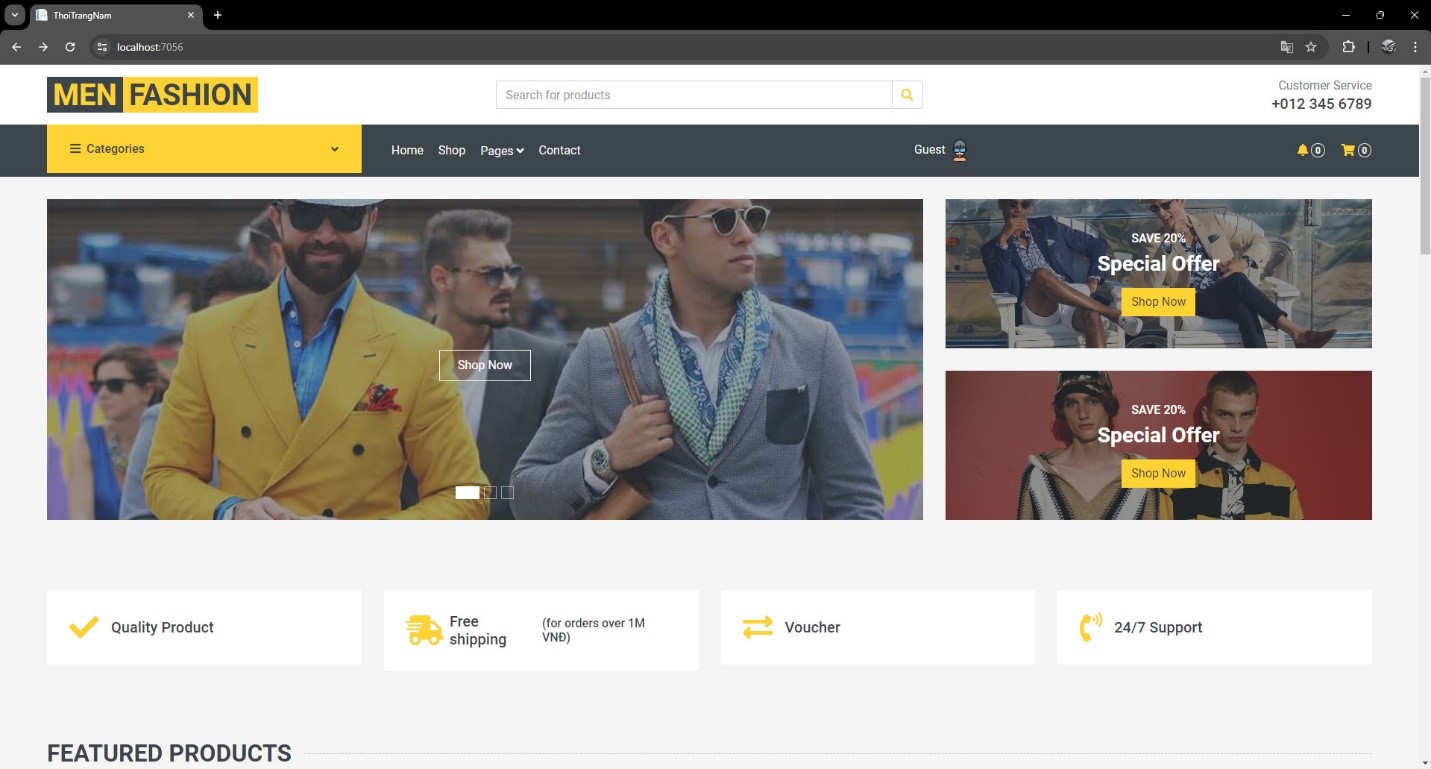 ThoiTrangNam
localhost:7056
MEN FASHION
Search for products
Customer Service
+012 345 6789
Categories
Home Shop Pages Contact
Guest
0 0
SAVE 20%
Special Offer
Shop Now
Shop Now
SAVE 20%
Special Offer
Shop Now
Quality Product
Free shipping
(for orders over 1M
VNĐ)
Voucher
24/7 Support
FEATURED PRODUCTS